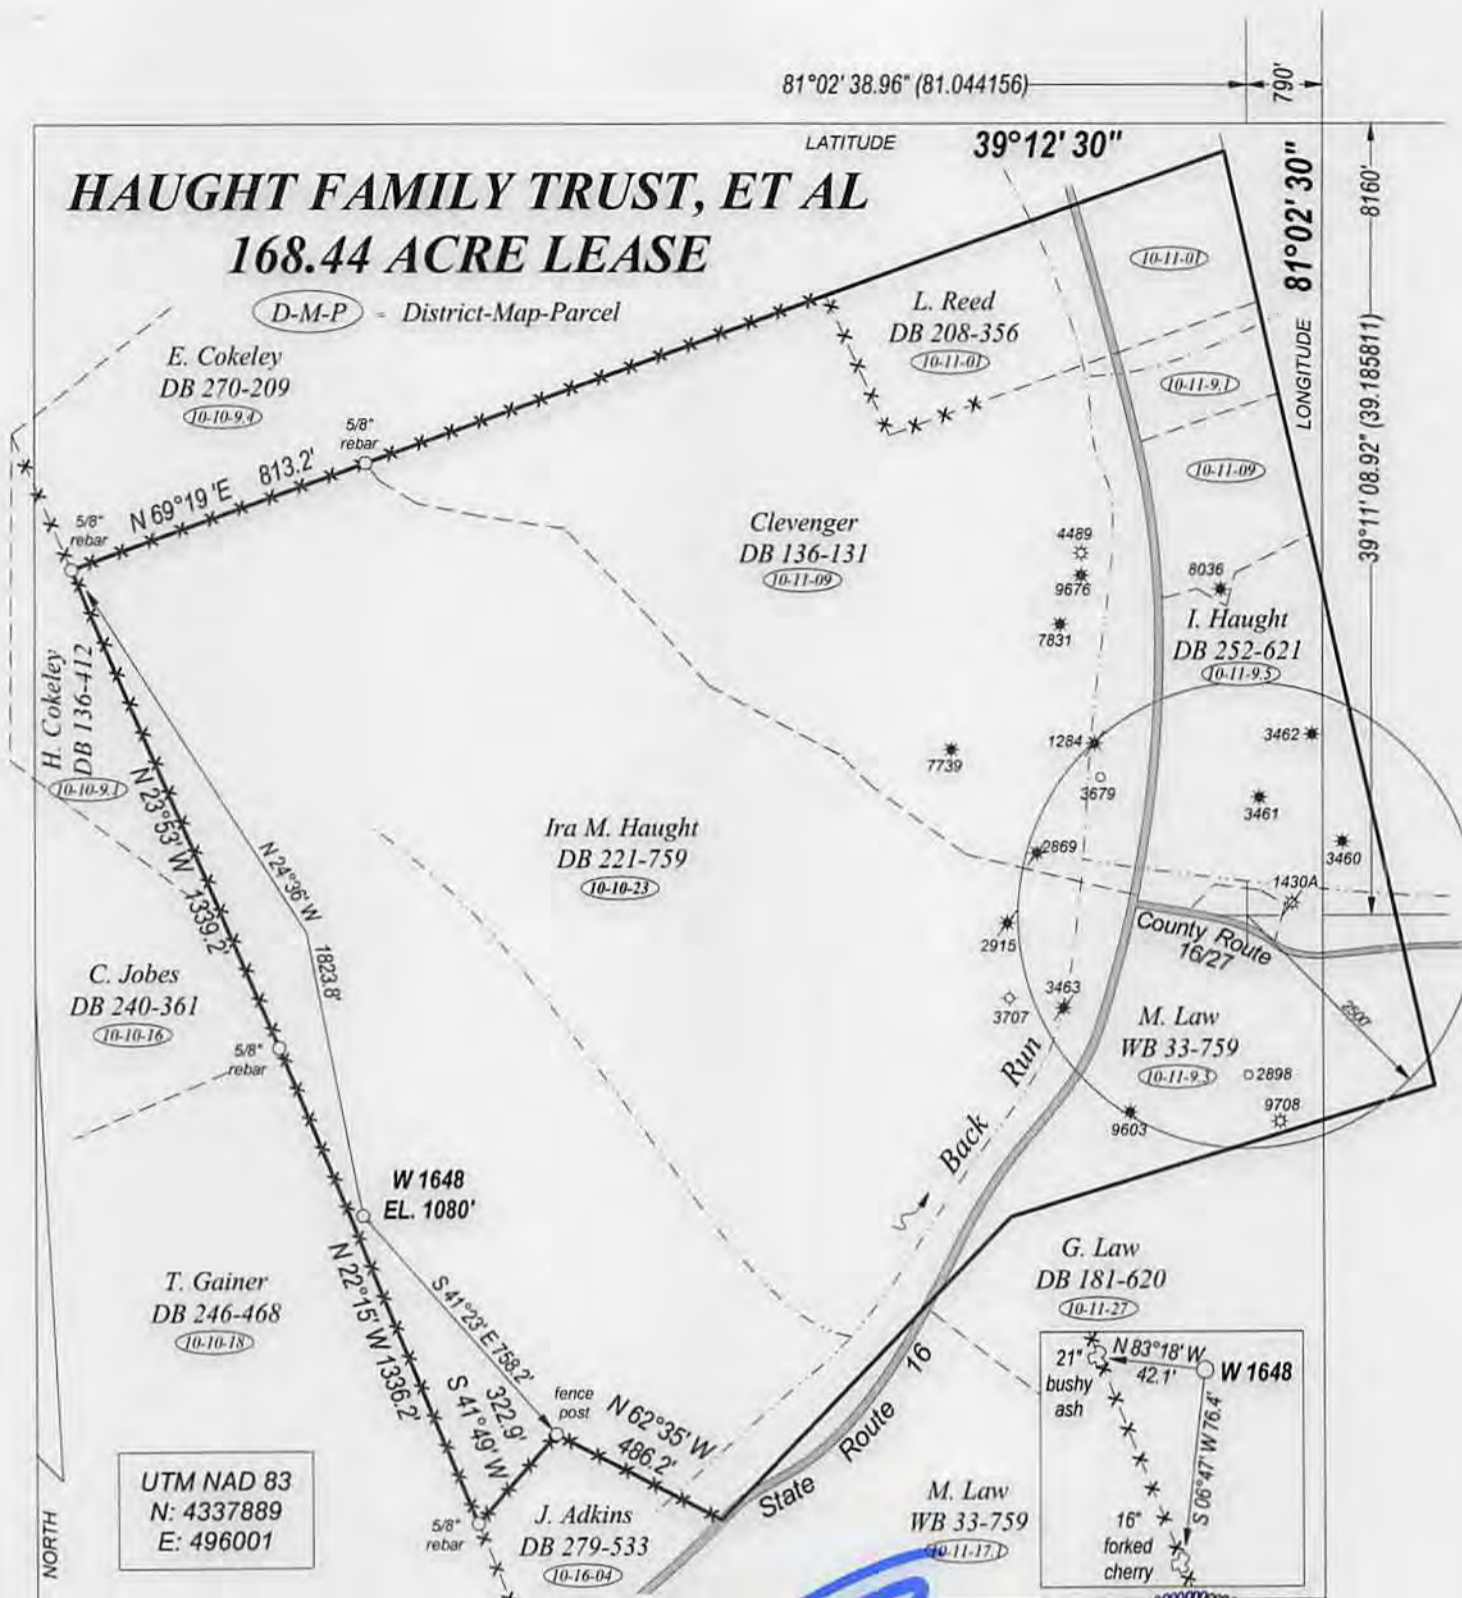 81°02' 38.96" (81.044156)
790'
LATITUDE 39°12' 30"
HAUGHT FAMILY TRUST, ET AL
168.44 ACRE LEASE
D-M-P = District-Map-Parcel
LONGITUDE 81°02' 30"
8160'
39°11' 08.92" (39.185811)
10-11-01
L. Reed
DB 208-356
10-11-01
E. Cokeley
DB 270-209
10-10-9.4
10-11-9.1
5/8"
rebar
10-11-09
N 69°19 'E 813.2'
5/8"
rebar
Clevenger
DB 136-131
10-11-09
4489
9676
7831
8036
I. Haught
DB 252-621
10-11-9.5
H. Cokeley
DB 136-412
10-10-9.1
7739
1284
3679
3462
3461
3460
2869
1430A
2915
N 23°53' W 1339.2'
N 24°36' W 1823.8'
Ira M. Haught
DB 221-759
10-10-23
County Route
16/27
C. Jobes
DB 240-361
10-10-16
5/8"
rebar
3463
3707
2500'
M. Law
WB 33-759
10-11-9.3
2898
9708
9603
Back Run
W 1648
EL. 1080'
T. Gainer
DB 246-468
10-10-18
N 22°15' W 1336.2'
S 41°23' E 758.2'
322.9'
S 41°49' W
fence
post
N 62°35' W
486.2'
G. Law
DB 181-620
10-11-27
State Route 16
21"
bushy
ash
N 83°18' W
42.1'
W 1648
S 06°47' W 76.4'
16"
forked
cherry
UTM NAD 83
N: 4337889
E: 496001
NORTH
5/8"
rebar
J. Adkins
DB 279-533
10-16-04
M. Law
WB 33-759
10-11-17.1